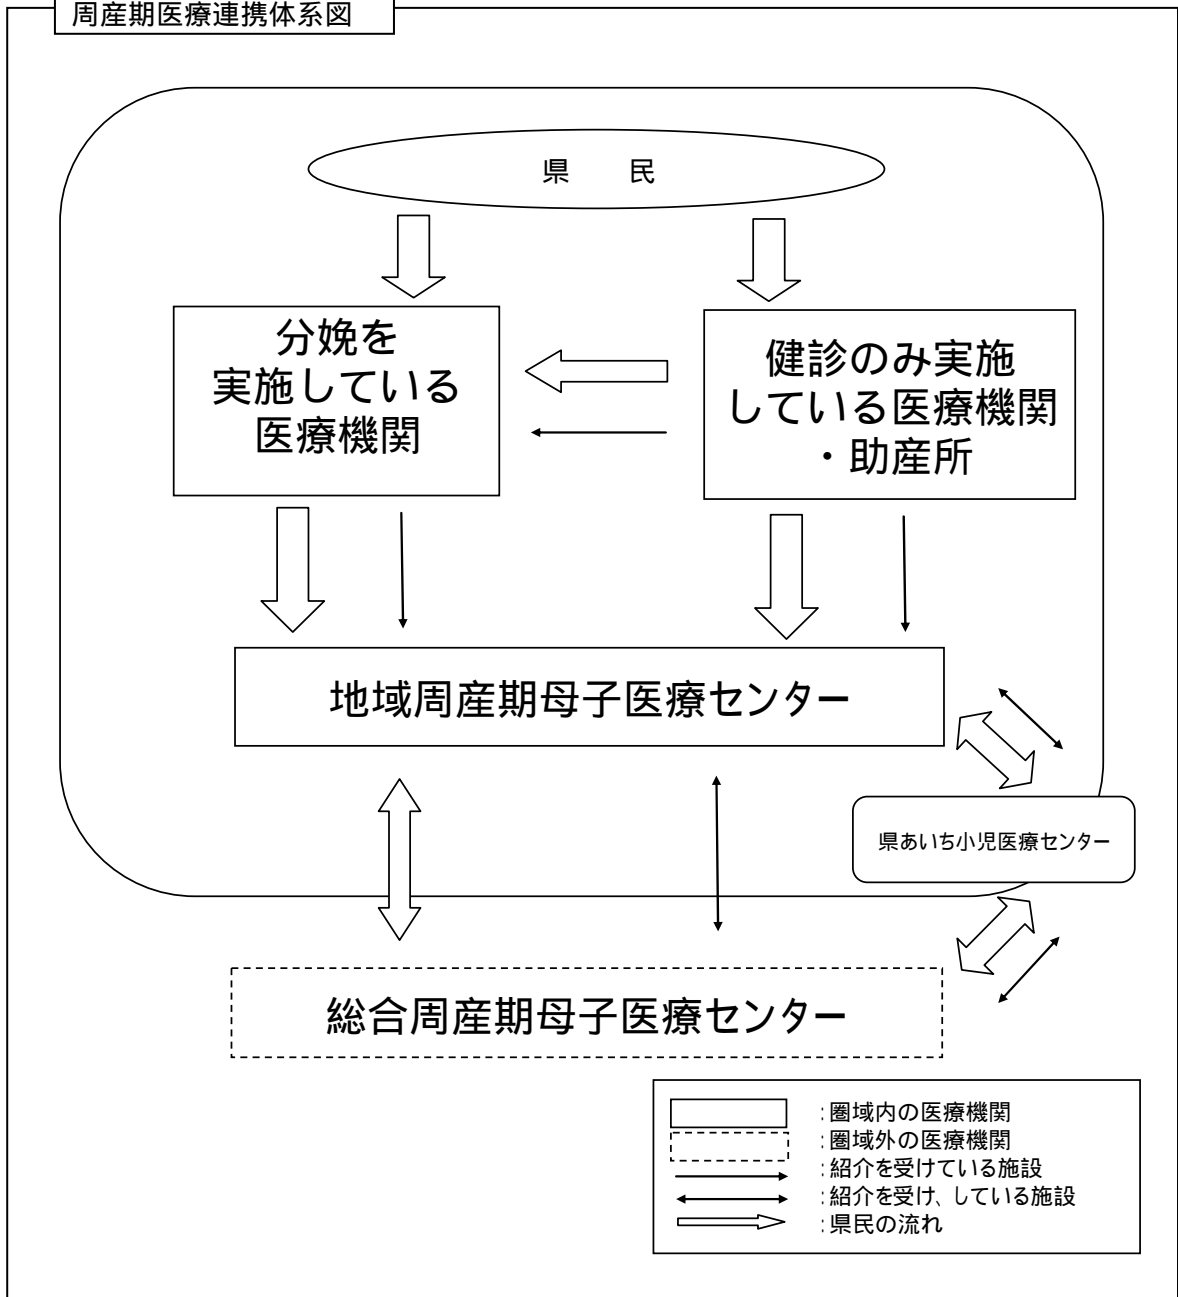 周産期医療連携体系図
県　　民
分娩を
実施している
医療機関
健診のみ実施
している医療機関
・助産所
地域周産期母子医療センター
県あいち小児医療センター
総合周産期母子医療センター
:圏域内の医療機関
:圏域外の医療機関
:紹介を受けている施設
:紹介を受け、している施設
:県民の流れ